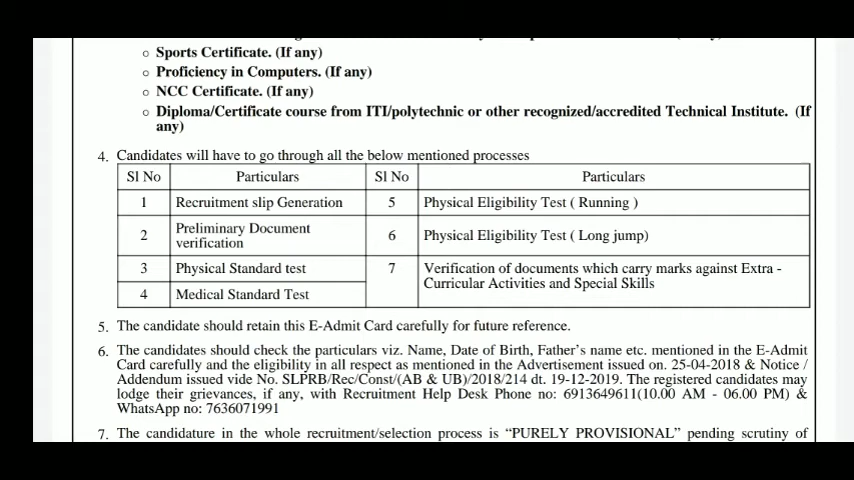 Sports Certificate. (If any)
Proficiency in Computers. (If any)
NCC Certificate. (If any)
Diploma/Certificate course from ITI/polytechnic or other recognized/accredited Technical Institute. (If
any)
4. Candidates will have to go through all the below mentioned processes
Sl No Particulars Sl No Particulars
1 Recruitment slip Generation 5 Physical Eligibility Test ( Running )
2 Preliminary Document verification 6 Physical Eligibility Test ( Long jump)
3 Physical Standard test 7 Verification of documents which carry marks against Extra -
Curricular Activities and Special Skills
4 Medical Standard Test
5. The candidate should retain this E-Admit Card carefully for future reference.
6. The candidates should check the particulars viz. Name, Date of Birth, Father's name etc. mentioned in the E-Admit
Card carefully and the eligibility in all respect as mentioned in the Advertisement issued on. 25-04-2018 & Notice /
Addendum issued vide No. SLPRB/Rec/Const/(AB & UB)/2018/214 dt. 19-12-2019. The registered candidates may
lodge their grievances, if any, with Recruitment Help Desk Phone no: 6913649611(10.00 AM - 06.00 PM) &
WhatsApp no: 7636071991
7. The candidature in the whole recruitment/selection process is “PURELY PROVISIONAL” pending scrutiny of